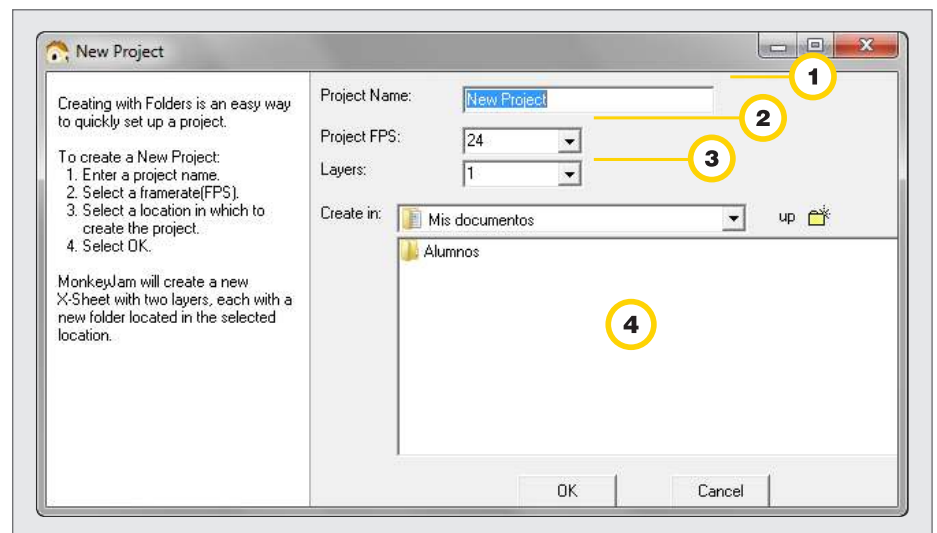 New Project
Creating with Folders is an easy way
to quickly set up a project.
To create a New Project:
1. Enter a project name.
2. Select a framerate(FPS).
3. Select a location in which to
create the project.
4. Select OK.
MonkeyJam will create a new
X-Sheet with two layers, each with a
new folder located in the selected
location.
Project Name: New Project
1
Project FPS: 24
2
Layers: 1
3
Create in: Mis documentos up
Alumnos
4
OK Cancel